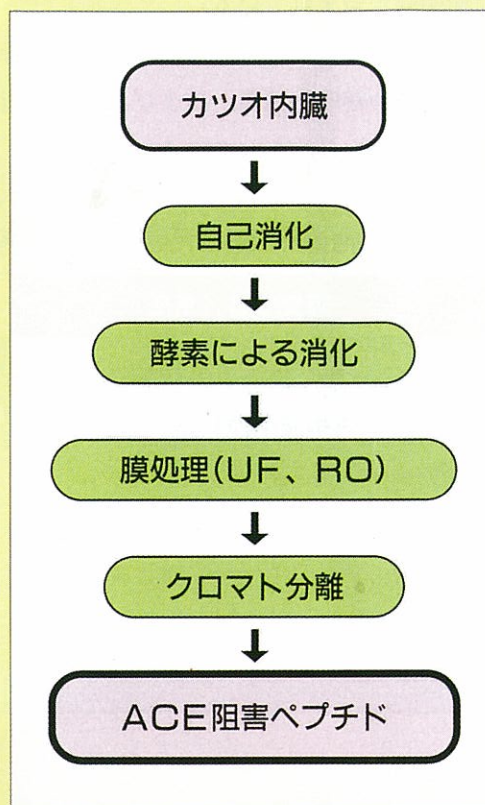 カツオ内臓
自己消化
酵素による消化
膜処理(UF、RO)
クロマト分離
ACE阻害ペプチド